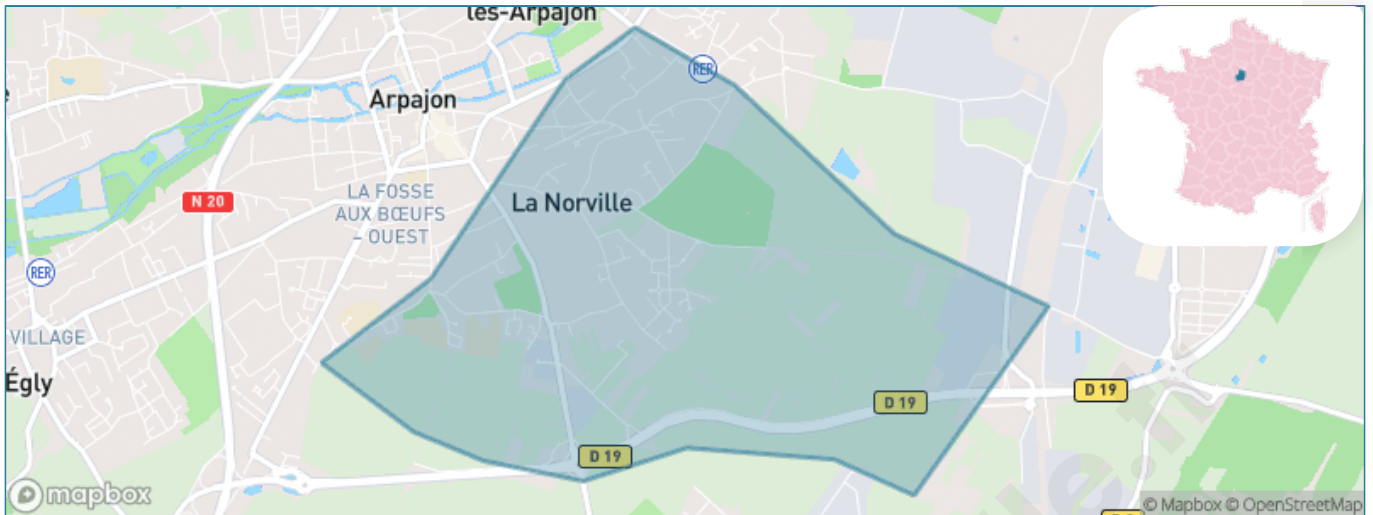 les-Arpajon
RER
Arpajon
N 20
LA FOSSE
AUX BŒUFS
– OUEST
La Norville
RER
VILLAGE
Égly
D 19
D 19
D 19
mapbox
© Mapbox © OpenStreetMap